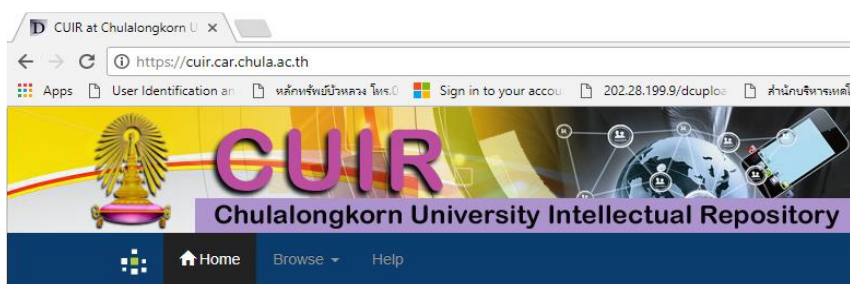 CUIR at Chulalongkorn U
https://cuir.car.chula.ac.th
Apps User Identification an หลักทรัพย์บัวหลวง โทร.0 Sign in to your accou 202.28.199.9/dcuploa สำนักบริหารเทคโ
CUIR
Chulalongkorn University Intellectual Repository
Home Browse Help